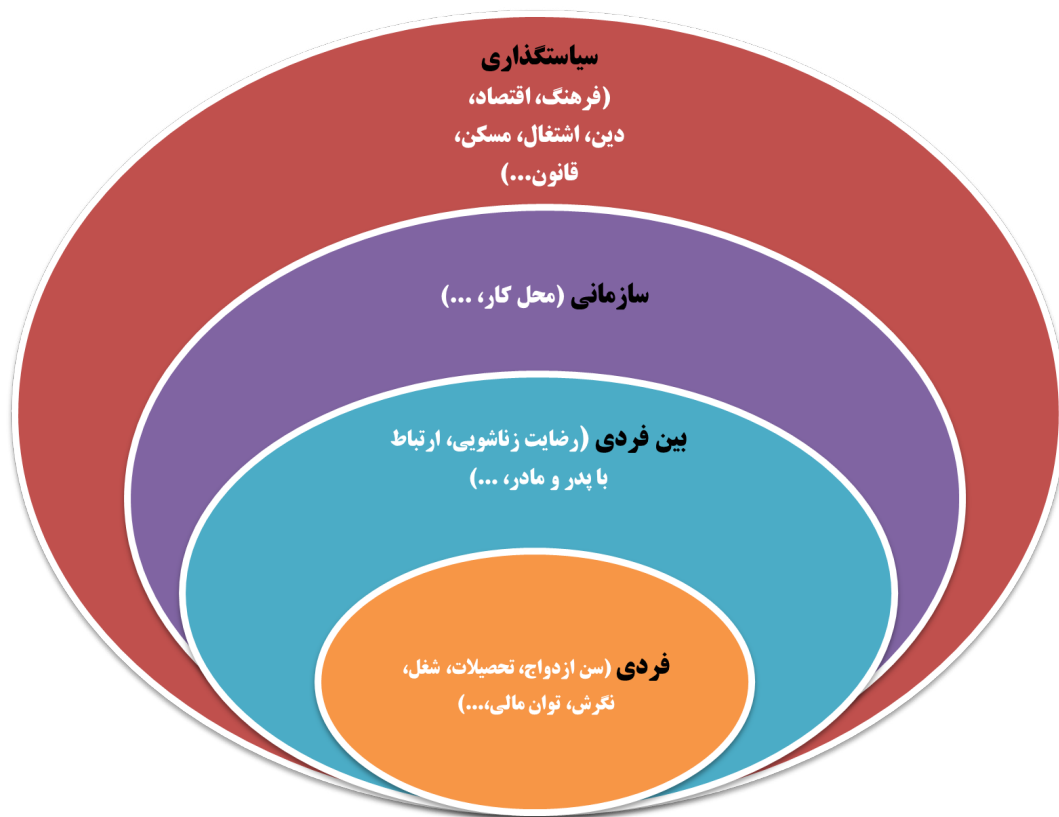 سیاستگذاری
(فرهنگ، اقتصاد،
دین، اشتغال، مسکن،
قانون...)
سازمانی (محل کار، ...)
بین فردی (رضایت زناشویی، ارتباط
با پدر و مادر، ...)
فردی (سن ازدواج، تحصیلات، شغل،
نگرش، توان مالی،...)